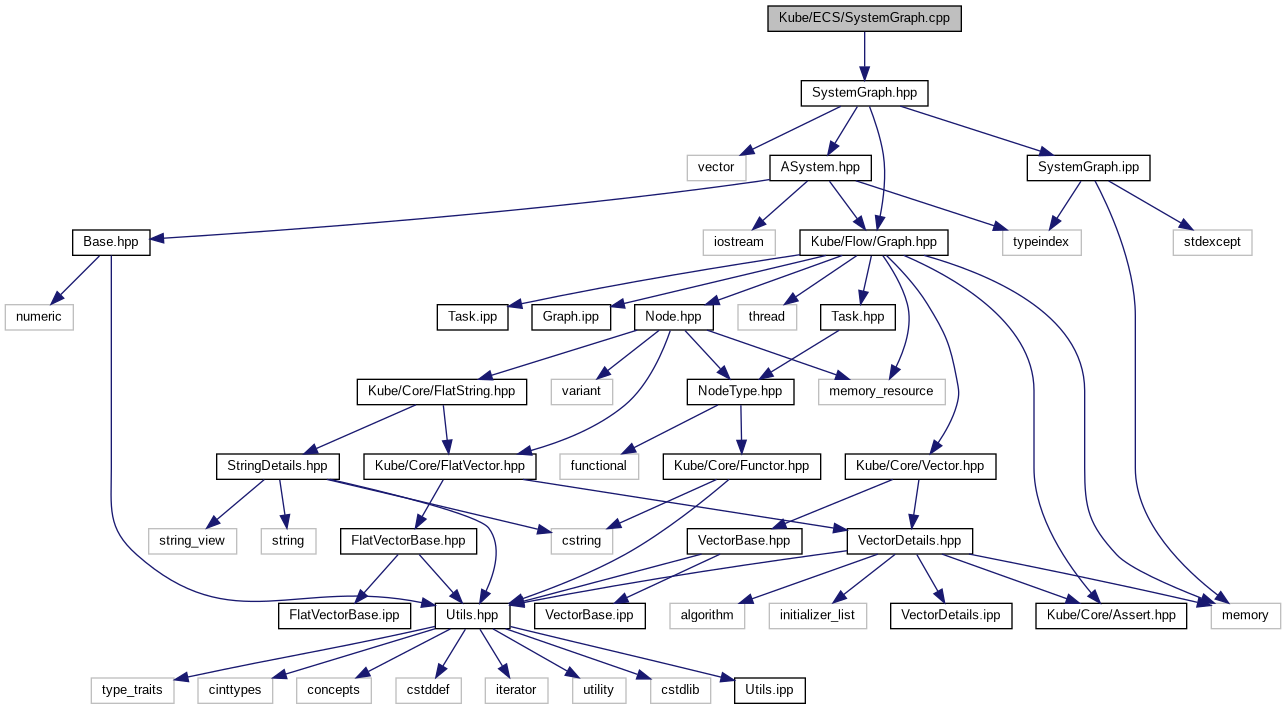 Kube/ECS/SystemGraph.cpp
SystemGraph.hpp
vector
ASystem.hpp
SystemGraph.ipp
Base.hpp
iostream
Kube/Flow/Graph.hpp
typeindex
stdexcept
numeric
Task.ipp
Graph.ipp
Node.hpp
thread
Task.hpp
Kube/Core/FlatString.hpp
variant
NodeType.hpp
memory_resource
StringDetails.hpp
Kube/Core/FlatVector.hpp
functional
Kube/Core/Functor.hpp
Kube/Core/Vector.hpp
string_view
string
FlatVectorBase.hpp
cstring
VectorBase.hpp
VectorDetails.hpp
FlatVectorBase.ipp
Utils.hpp
VectorBase.ipp
algorithm
initializer_list
VectorDetails.ipp
Kube/Core/Assert.hpp
memory
type_traits
cinttypes
concepts
cstddef
iterator
utility
cstdlib
Utils.ipp